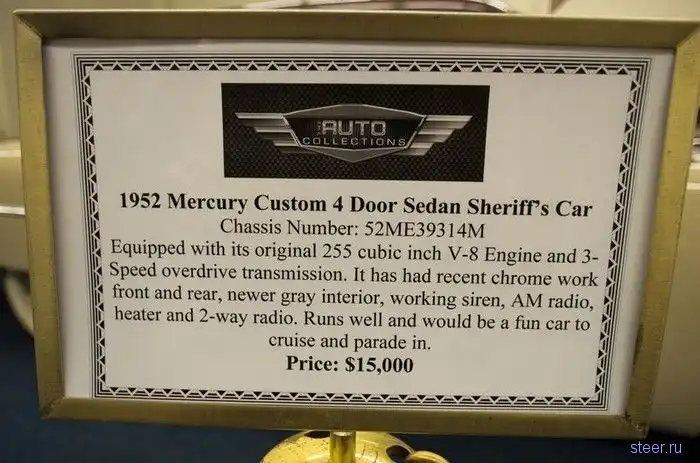 THE AUTO
COLLECTIONS
1952 Mercury Custom 4 Door Sedan Sheriff's Car
Chassis Number: 52ME39314M
Equipped with its original 255 cubic inch V-8 Engine and 3-
Speed overdrive transmission. It has had recent chrome work
front and rear, newer gray interior, working siren, AM radio,
heater and 2-way radio. Runs well and would be a fun car to
cruise and parade in.
Price: $15,000
steer.ru